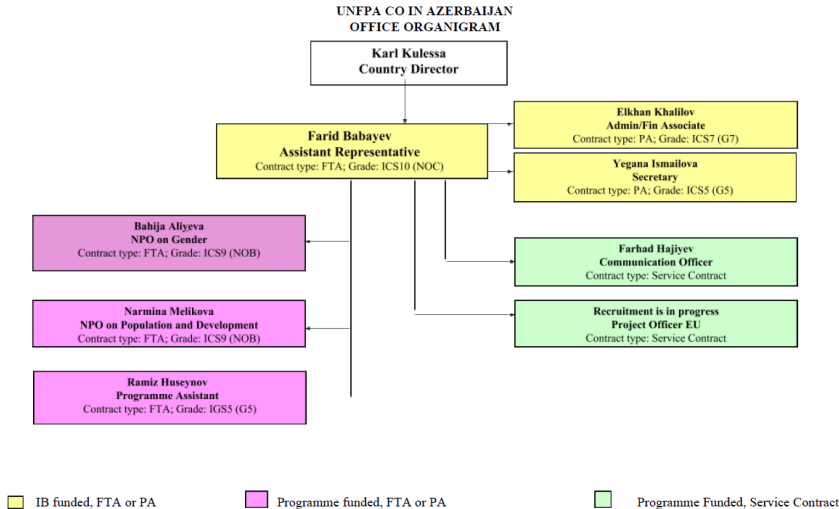 UNFPA CO IN AZERBAIJAN
OFFICE ORGANIGRAM
Karl Kulessa
Country Director
Farid Babayev
Assistant Representative
Contract type: FTA; Grade: ICS10 (NOC)
Elkhan Khalilov
Admin/Fin Associate
Contract type: PA; Grade: ICS7 (G7)
Yegana Ismailova
Secretary
Contract type: PA; Grade: ICS5 (G5)
Bahija Aliyeva
NPO on Gender
Contract type: FTA; Grade: ICS9 (NOB)
Farhad Hajiyev
Communication Officer
Contract type: Service Contract
Narmina Melikova
NPO on Population and Development
Contract type: FTA; Grade: ICS9 (NOB)
Recruitment is in progress
Project Officer EU
Contract type: Service Contract
Ramiz Huseynov
Programme Assistant
Contract type: FTA; Grade: IGS5 (G5)
IB funded, FTA or PA
Programme funded, FTA or PA
Programme Funded, Service Contract